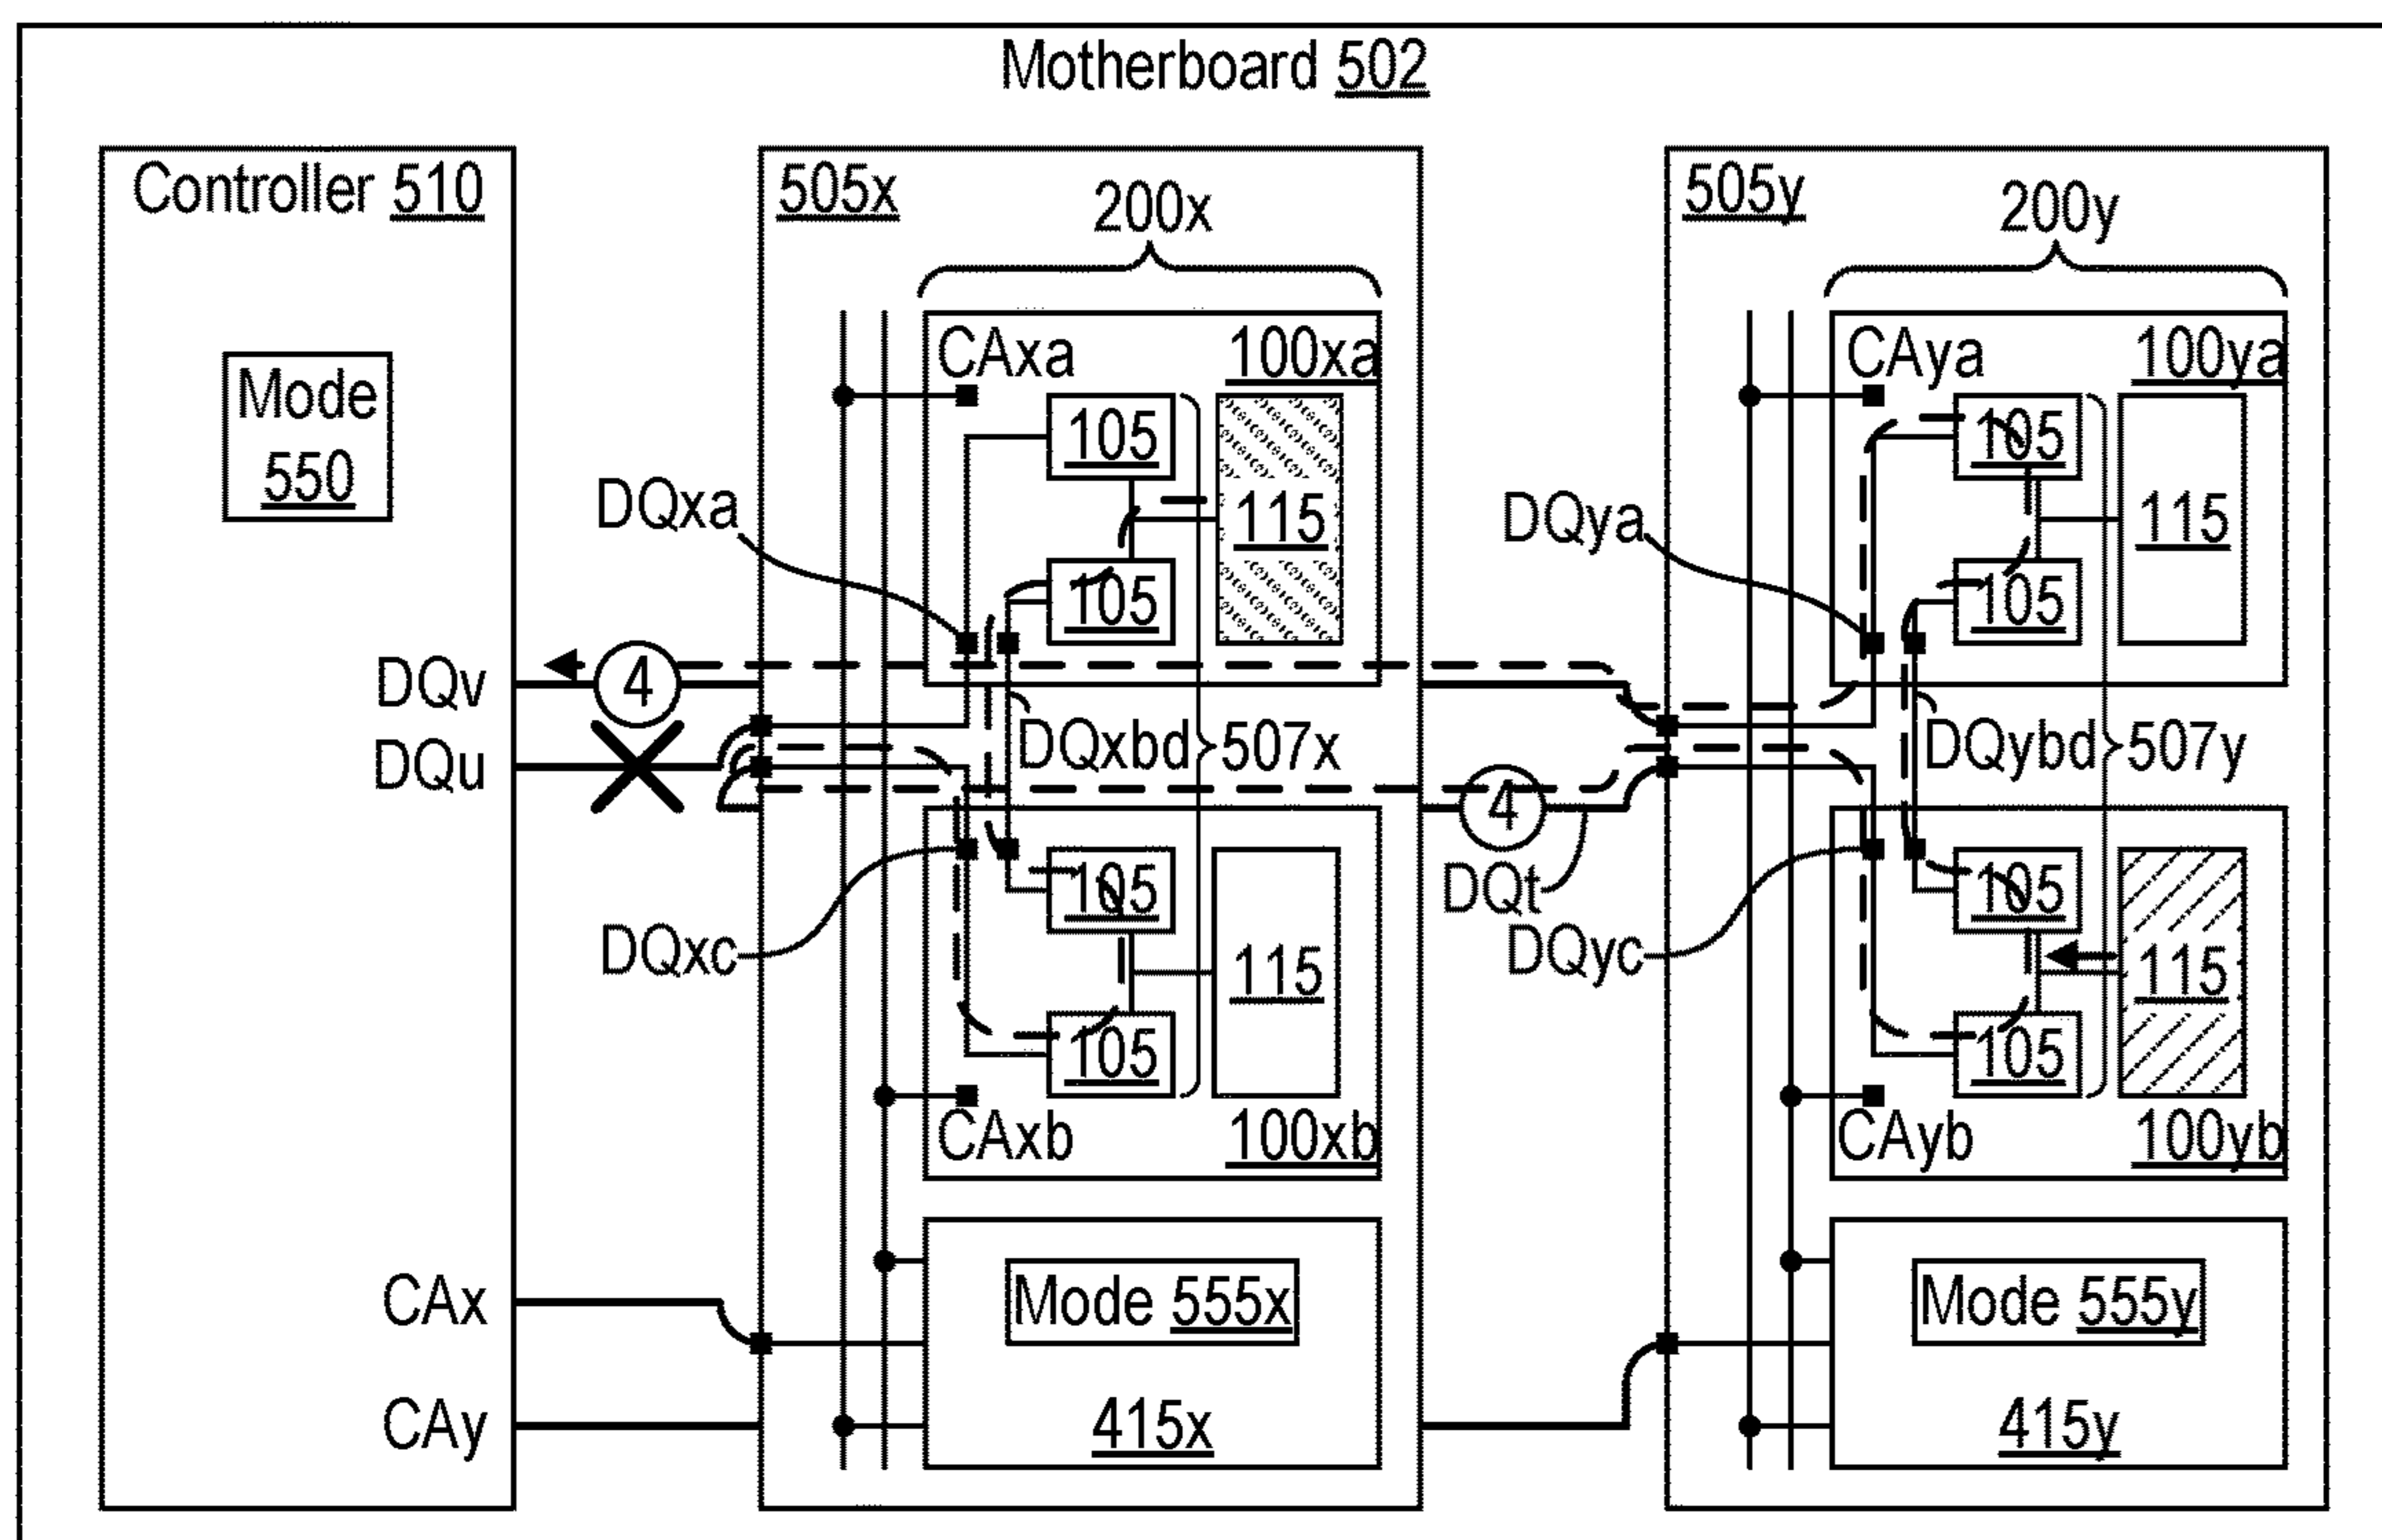 Motherboard 502
Controller 510
Mode
550
DQv
DQu
CAx
CAy
4
505x
200x
CAxa
100xa
105
115
105
DQxa
DQxbd
507x
105
115
105
DQxc
CAxb
100xb
Mode 555x
415x
4
DQt
505y
200y
CAya
100ya
105
115
105
DQya
DQybd
507y
105
115
105
DQyc
CAyb
100yb
Mode 555y
415y